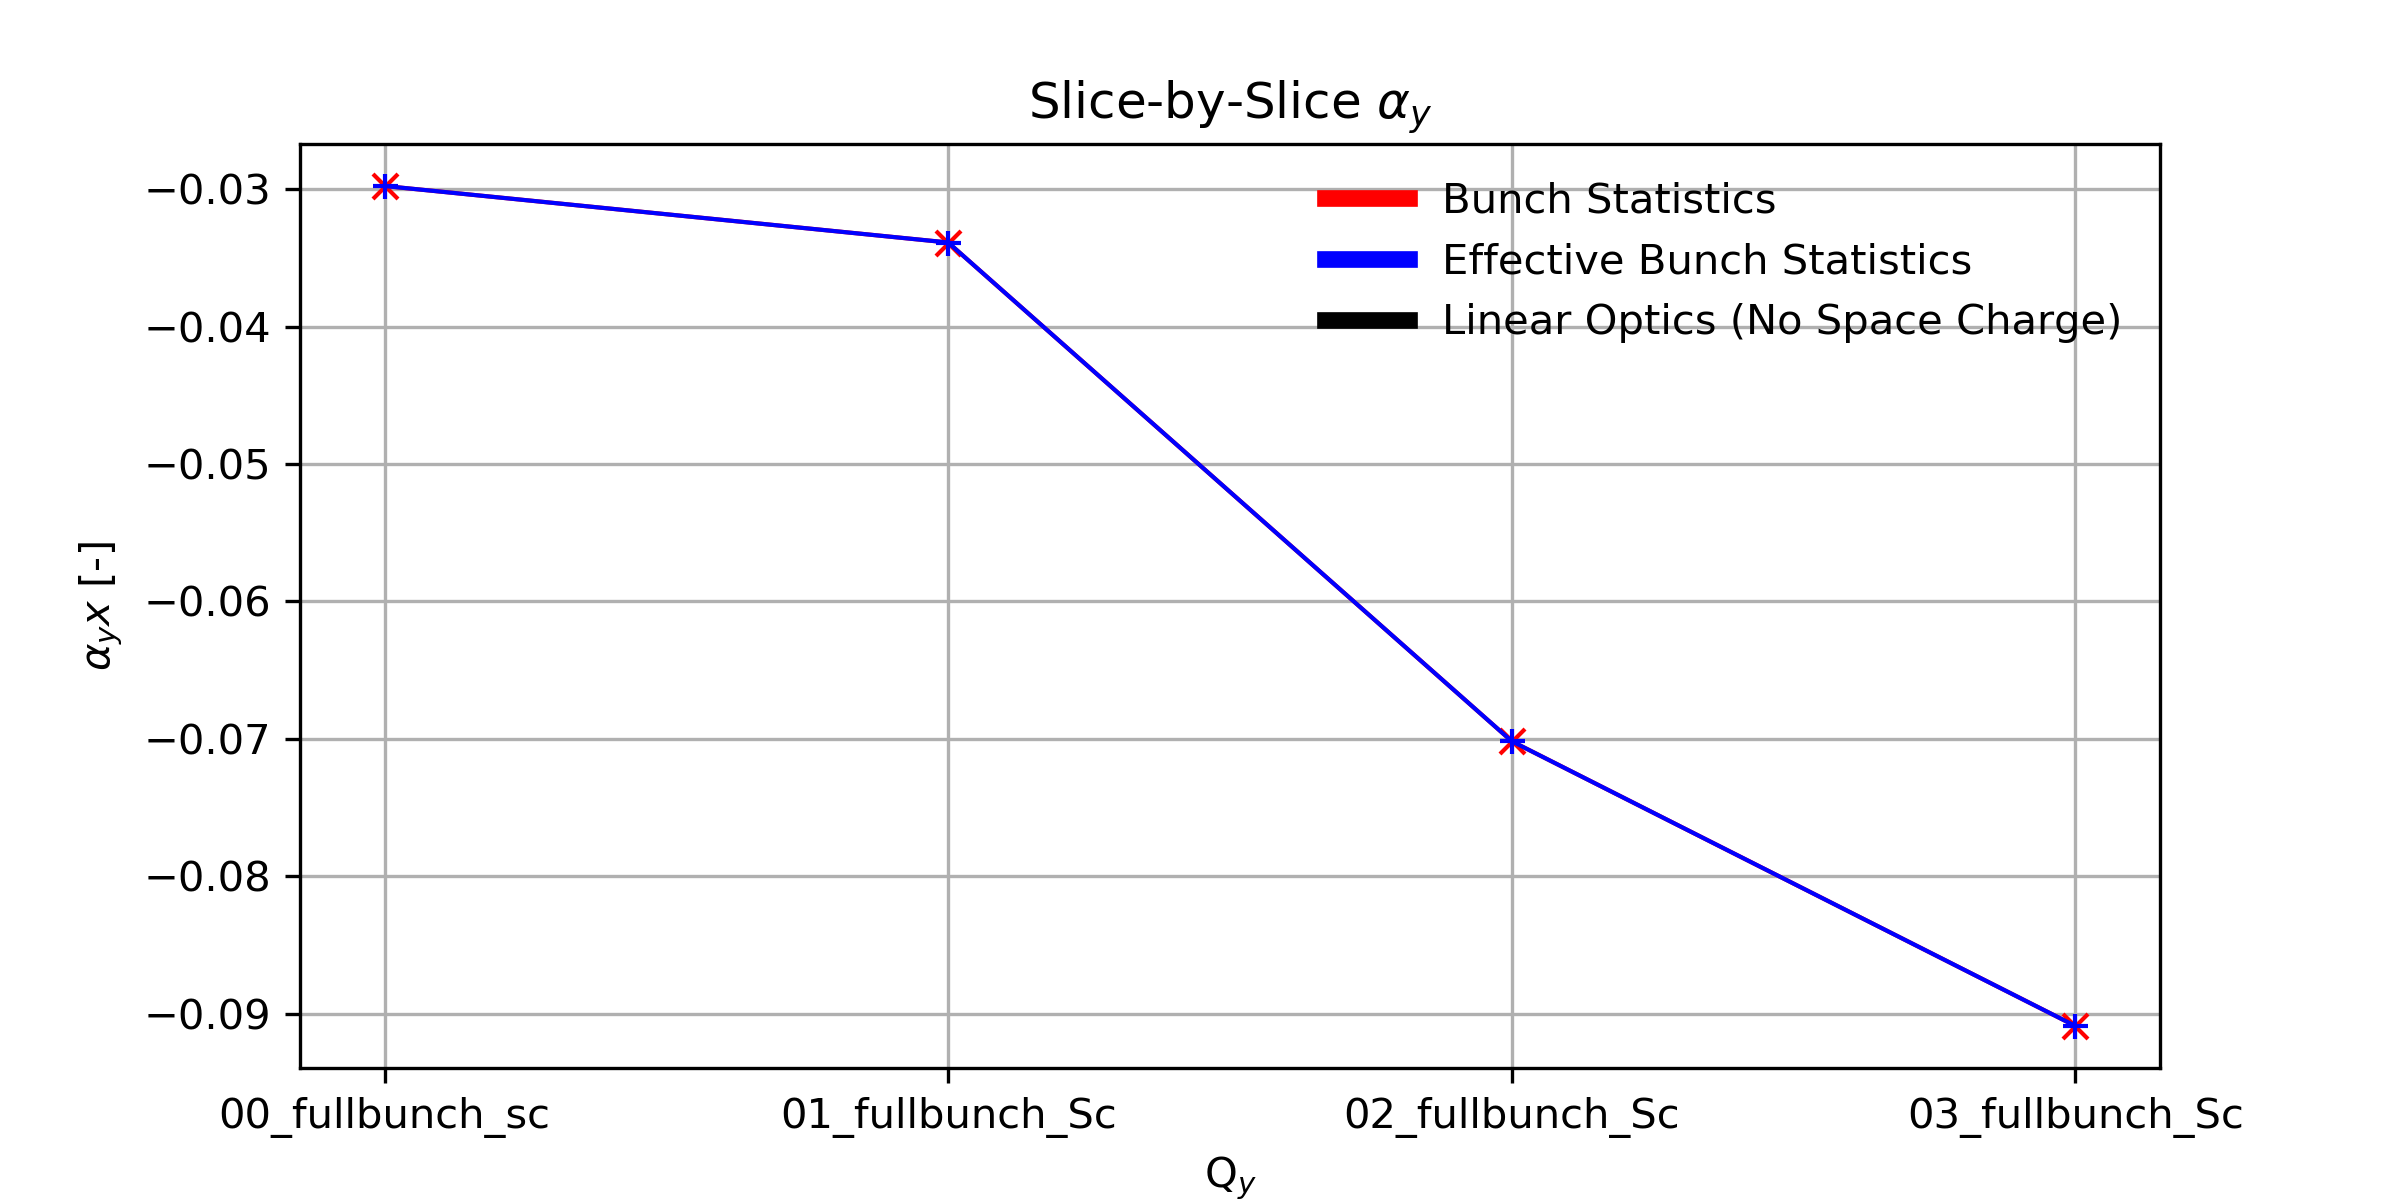 Slice-by-Slice αy
−0.03
−0.04
−0.05
−0.06
−0.07
−0.08
−0.09
αyx [-]
Bunch Statistics
Effective Bunch Statistics
Linear Optics (No Space Charge)
00_fullbunch_sc
01_fullbunch_Sc
02_fullbunch_Sc
03_fullbunch_Sc
Qy